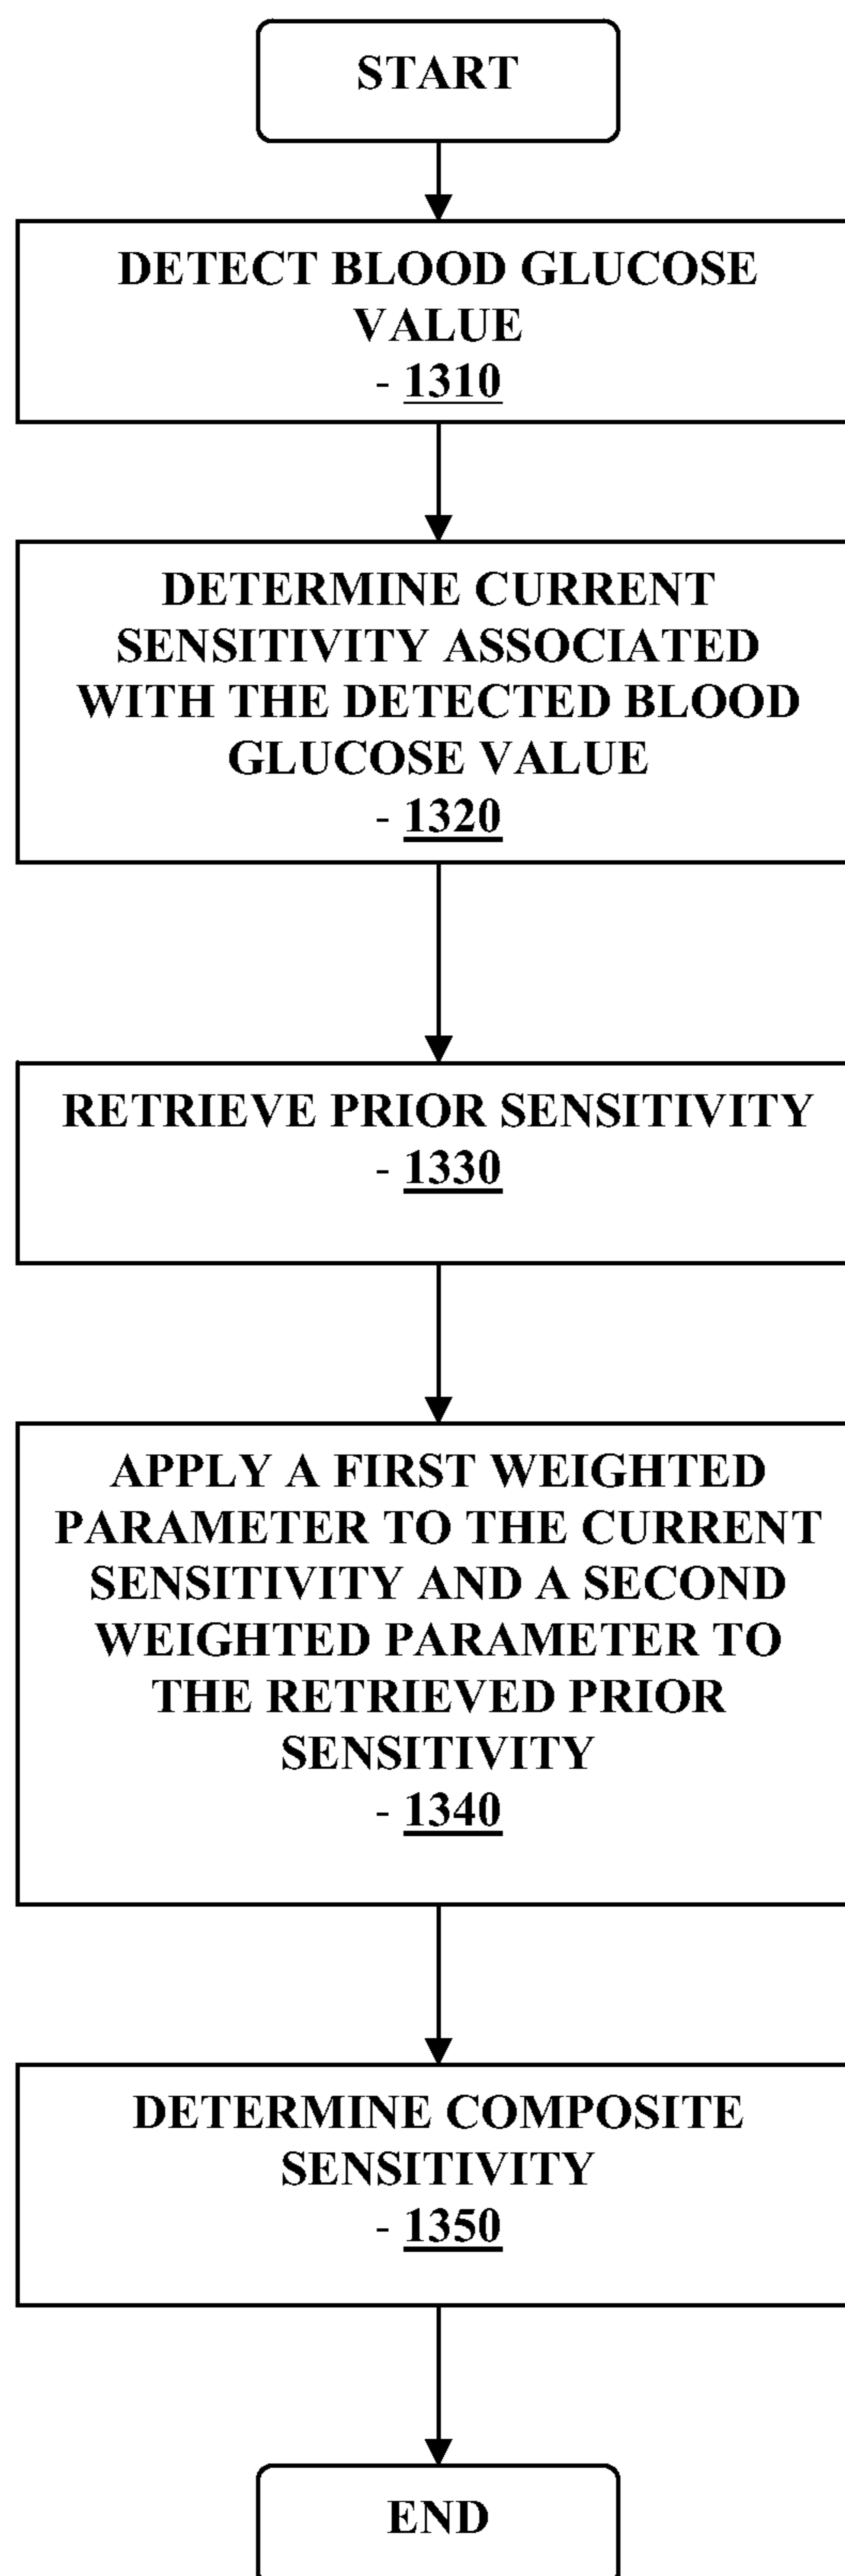 START
DETECT BLOOD GLUCOSE
VALUE
- 1310
DETERMINE CURRENT
SENSITIVITY ASSOCIATED
WITH THE DETECTED BLOOD
GLUCOSE VALUE
- 1320
RETRIEVE PRIOR SENSITIVITY
- 1330
APPLY A FIRST WEIGHTED
PARAMETER TO THE CURRENT
SENSITIVITY AND A SECOND
WEIGHTED PARAMETER TO
THE RETRIEVED PRIOR
SENSITIVITY
- 1340
DETERMINE COMPOSITE
SENSITIVITY
- 1350
END